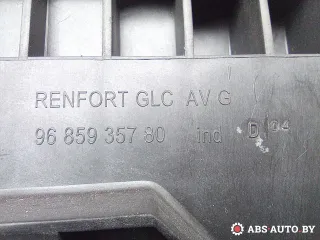 RENFORT GLC AV G
96 859 357 80 ind D 04
ABS AUTO.BY